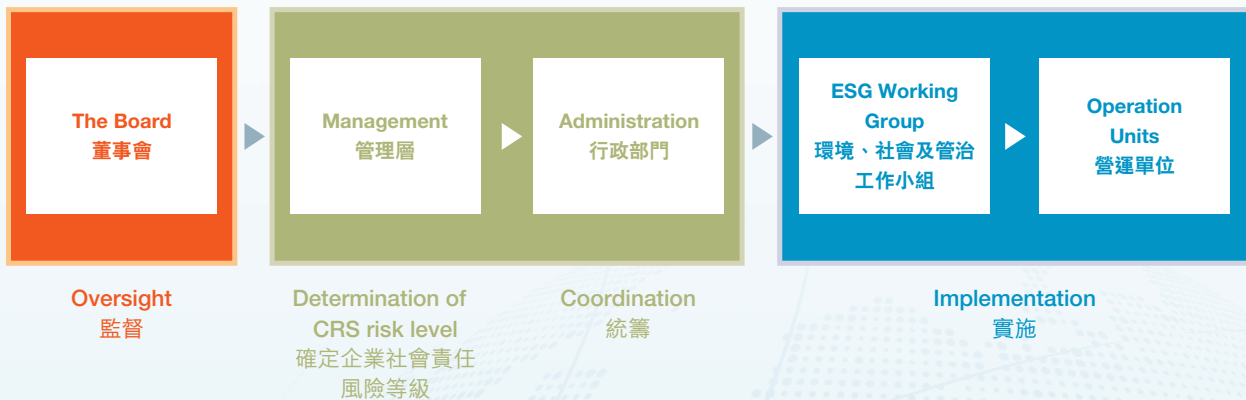 The Board
董事會
Management
管理層
Administration
行政部門
ESG Working
Group
環境、社會及管治
工作小組
Operation
Units
營運單位
Oversight
監督
Determination of
CRS risk level
確定企業社會責任
風險等級
Coordination
統籌
Implementation
實施